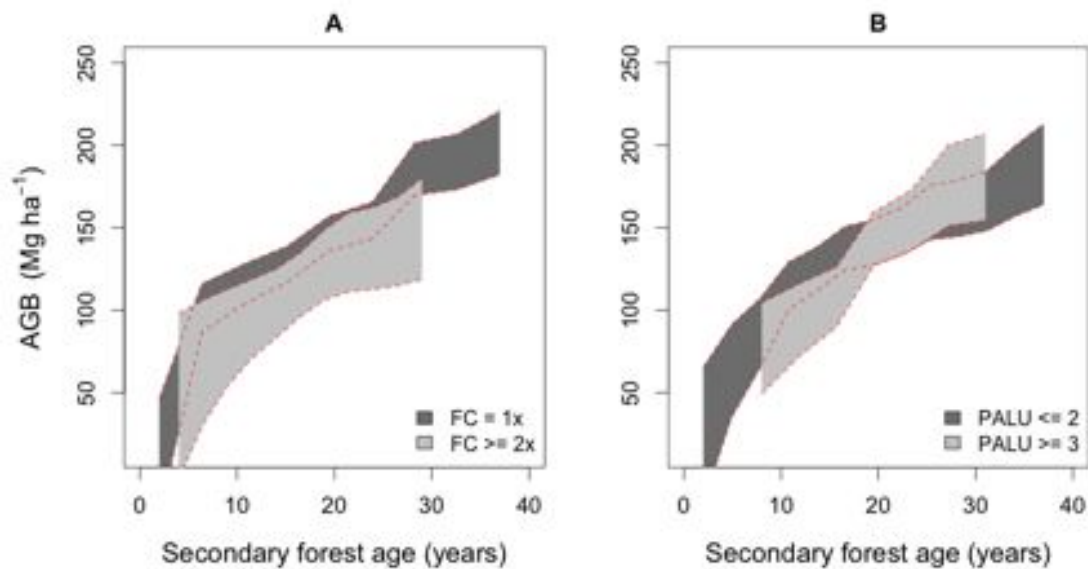 A
B
AGB (Mg ha⁻¹)
250
200
150
100
50
FC = 1x
FC >= 2x
0 10 20 30 40
Secondary forest age (years)
250
200
150
100
50
PALU <= 2
PALU >= 3
0 10 20 30 40
Secondary forest age (years)